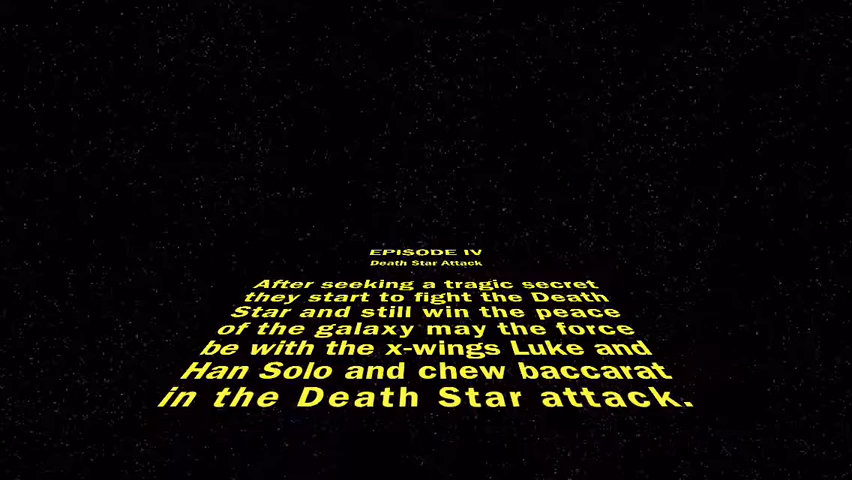 EPISODE IV
Death Star Attack
After seeking a tragic secret
they start to fight the Death
Star and still win the peace
of the galaxy may the force
be with the x-wings Luke and
Han Solo and chew baccarat
in the Death Star attack.